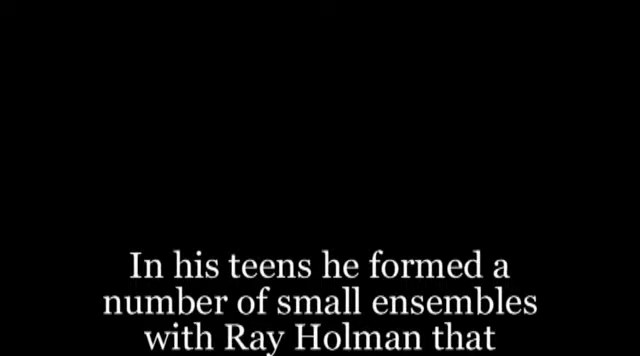 In his teens he formed a
number of small ensembles
with Ray Holman that